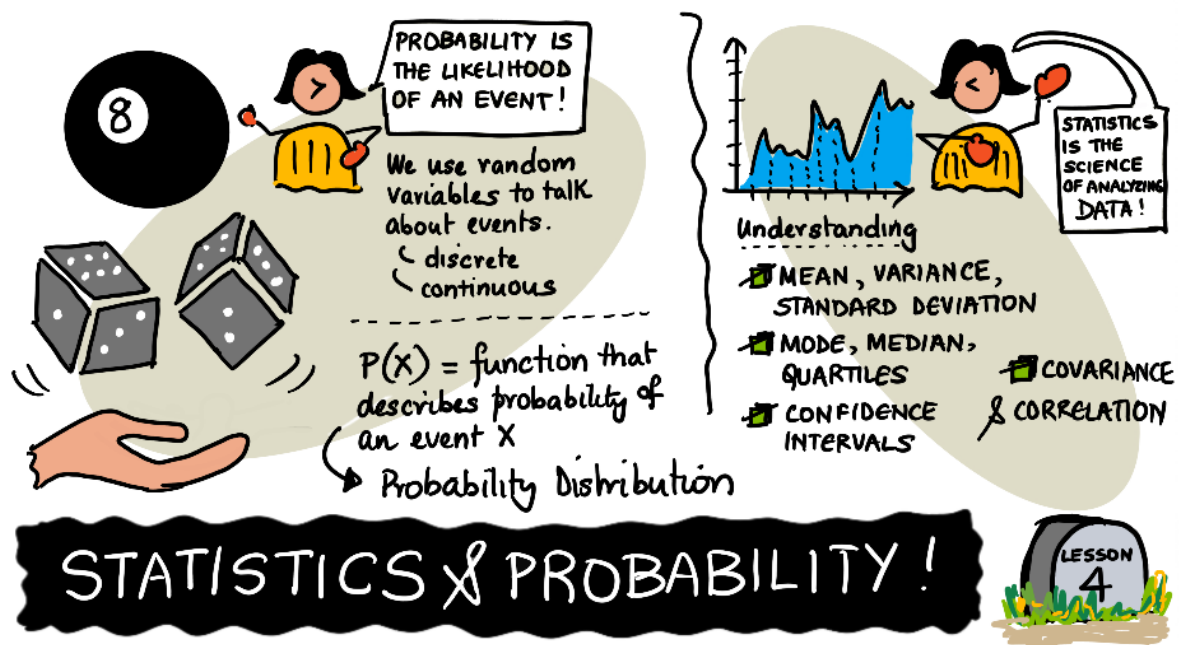 8
PROBABILITY IS
THE LIKELIHOOD
OF AN EVENT!
We use random
variables to talk
about events.
discrete
continuous
P(X) = function that
describes probability of
an event X
Probability Distribution
STATISTICS
IS THE
SCIENCE
OF ANALYZING
DATA!
Understanding
MEAN, VARIANCE,
STANDARD DEVIATION
MODE, MEDIAN,
QUARTILES
CONFIDENCE
INTERVALS
COVARIANCE
& CORRELATION
STATISTICS & PROBABILITY!
LESSON
4